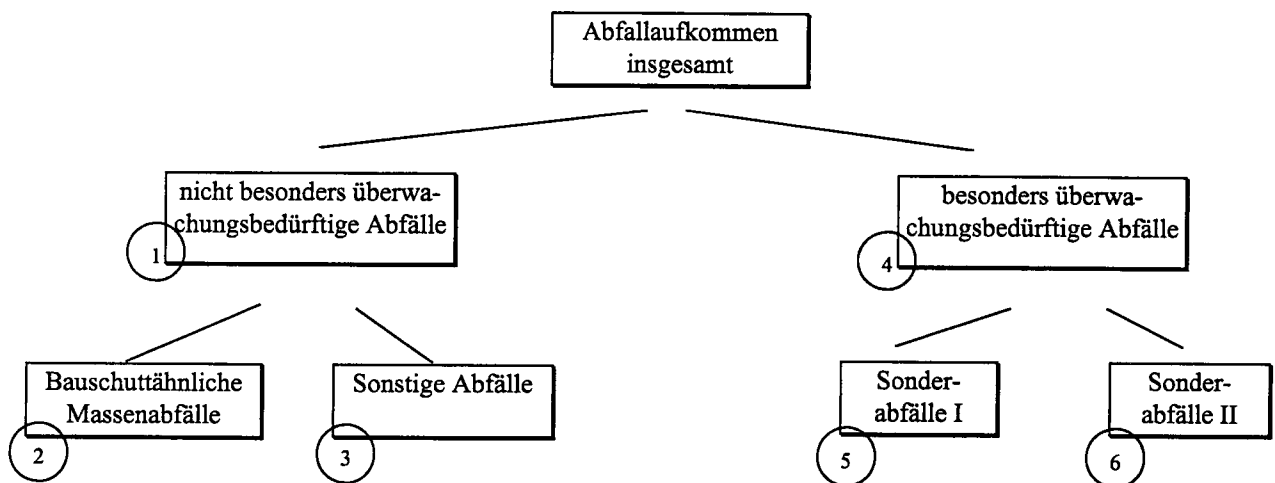 Abfallaufkommen
insgesamt
nicht besonders überwa-
chungsbedürftige Abfälle
1
besonders überwa-
chungsbedürftige Abfälle
4
Bauschuttähnliche
Massenabfälle
2
Sonstige Abfälle
3
Sonder-
abfälle I
5
Sonder-
abfälle II
6